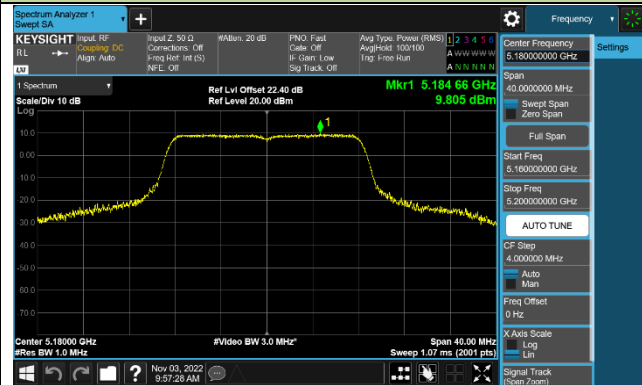 Spectrum Analyzer 1
Swept SA
Frequency
KEYSIGHT
RL
Input: RF
Coupling: DC
Align: Auto
Input Z: 50 Ω
Corrections: Off
Freq Ref: Int (S)
NFE: Off
#Atten: 20 dB
PNO: Fast
Gate: Off
IF Gain: Low
Sig Track: Off
Avg Type: Power (RMS)
Avg|Hold: 100/100
Trig: Free Run
1 2 3 4 5 6
A W W W W W
A N N N N N
1 Spectrum
Scale/Div 10 dB
Log
Ref Lvl Offset 22.40 dB
Ref Level 20.00 dBm
Mkr1 5.184 66 GHz
9.805 dBm
1
10.0
0.00
-10.0
-20.0
-30.0
-40.0
-50.0
-60.0
-70.0
Center 5.18000 GHz
#Res BW 1.0 MHz
#Video BW 3.0 MHz*
Span 40.00 MHz
Sweep 1.07 ms (2001 pts)
Nov 03, 2022
9:57:28 AM
Center Frequency
5.180000000 GHz
Settings
Span
40.0000000 MHz
Swept Span
Zero Span
Full Span
Start Freq
5.160000000 GHz
Stop Freq
5.200000000 GHz
AUTO TUNE
CF Step
4.000000 MHz
Auto
Man
Freq Offset
0 Hz
X Axis Scale
Log
Lin
Signal Track
(Span Zoom)